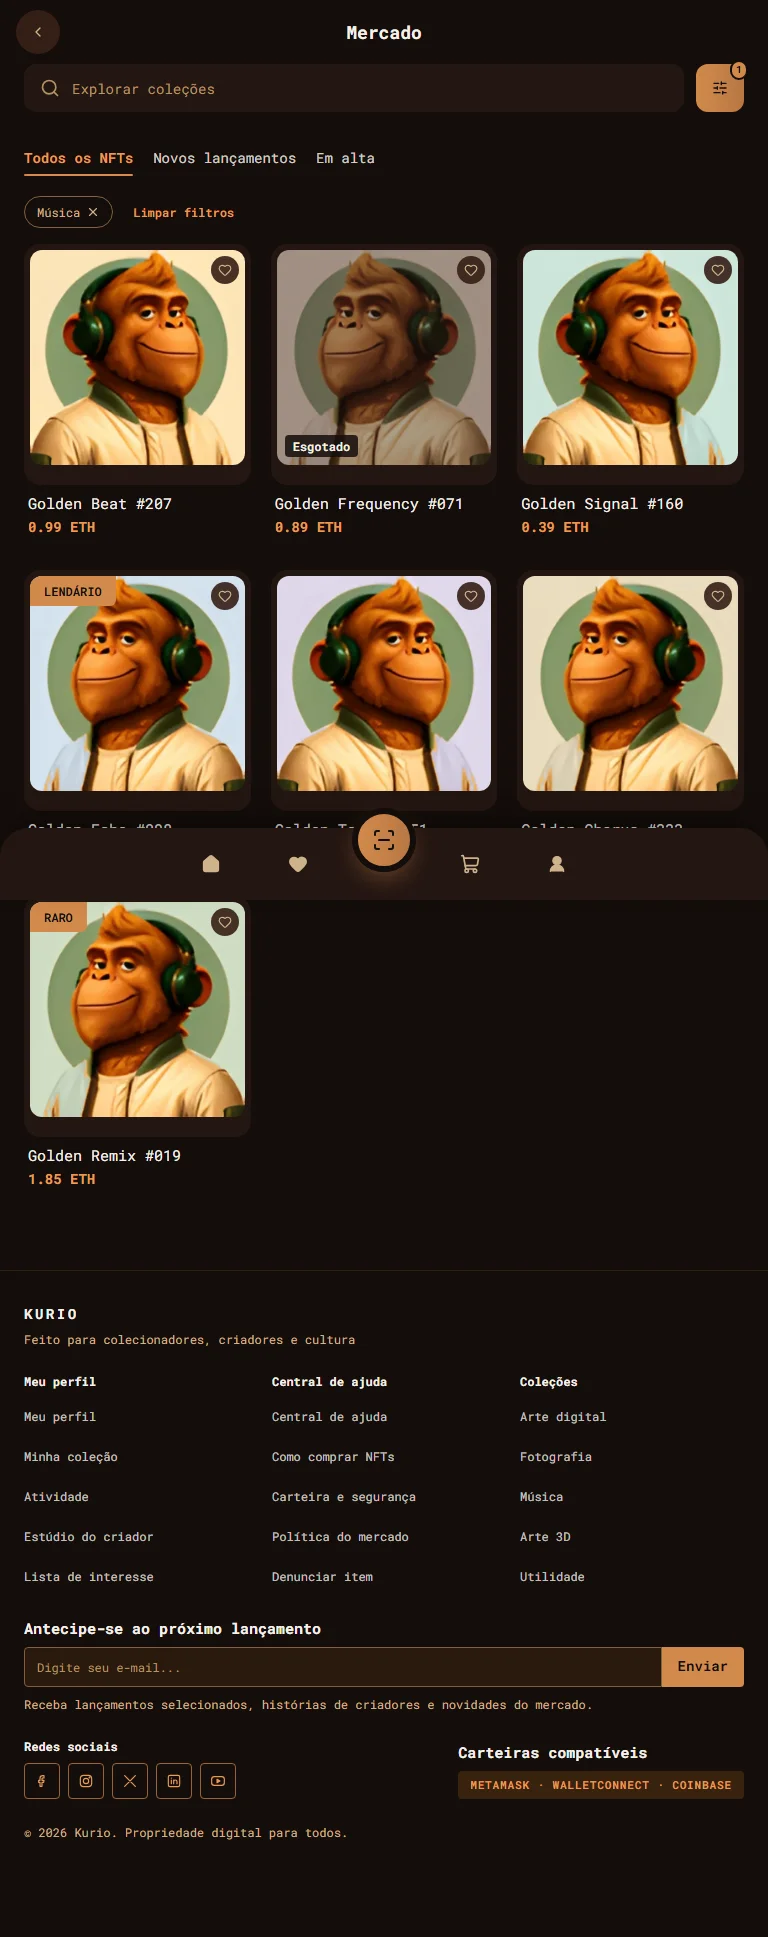 Mercado
Explorar coleções
1
Todos os NFTs Novos lançamentos Em alta
Música Limpar filtros
Esgotado
Golden Beat #207 Golden Frequency #071 Golden Signal #160
0.99 ETH 0.89 ETH 0.39 ETH
LENDÁRIO
Golden Golden
RARO
Golden Remix #019
1.85 ETH
KURIO
Feito para colecionadores, criadores e cultura
Meu perfil Central de ajuda Coleções
Meu perfil Central de ajuda Arte digital
Minha coleção Como comprar NFTs Fotografia
Atividade Carteira e segurança Música
Estúdio do criador Política do mercado Arte 3D
Lista de interesse Denunciar item Utilidade
Antecipe-se ao próximo lançamento
Digite seu e-mail... Enviar
Receba lançamentos selecionados, histórias de criadores e novidades do mercado.
Redes sociais
Carteiras compatíveis
METAMASK · WALLETCONNECT · COINBASE
© 2026 Kurio. Propriedade digital para todos.